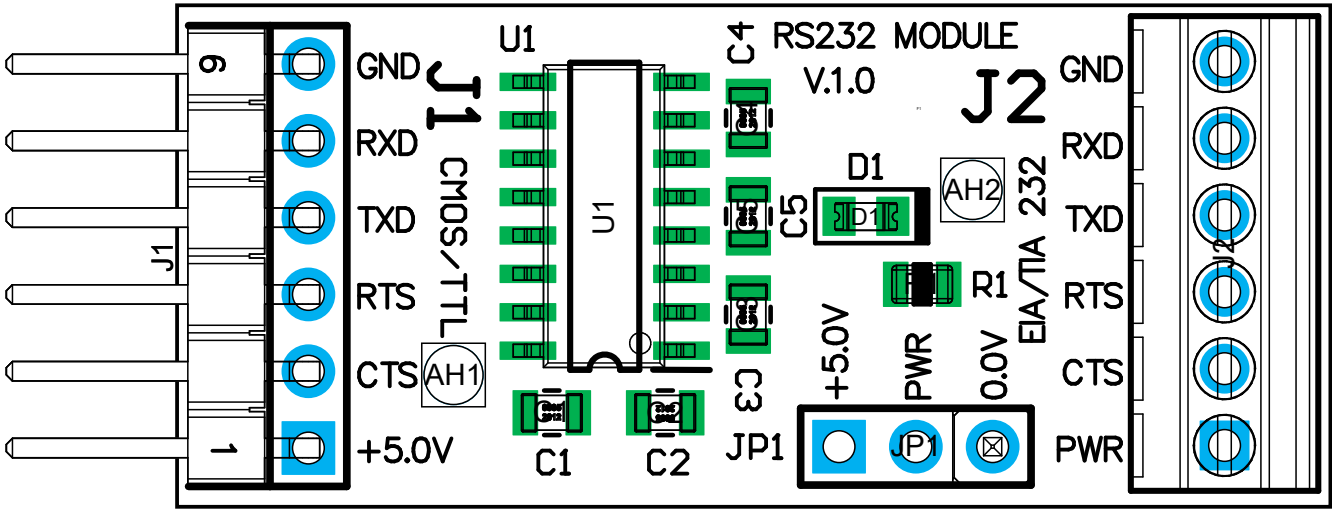 U1
C4
RS232 MODULE
V.1.0
6
GND
J1
J2
GND
RXD
RXD
CMOS/TTL
D1
AH2
EIA/TIA 232
TXD
U1
C5
D1
TXD
J1
J2
RTS
R1
RTS
+5.0V
PWR
0.0V
CTS
AH1
C3
CTS
1
+5.0V
C1
C2
JP1
JP1
PWR